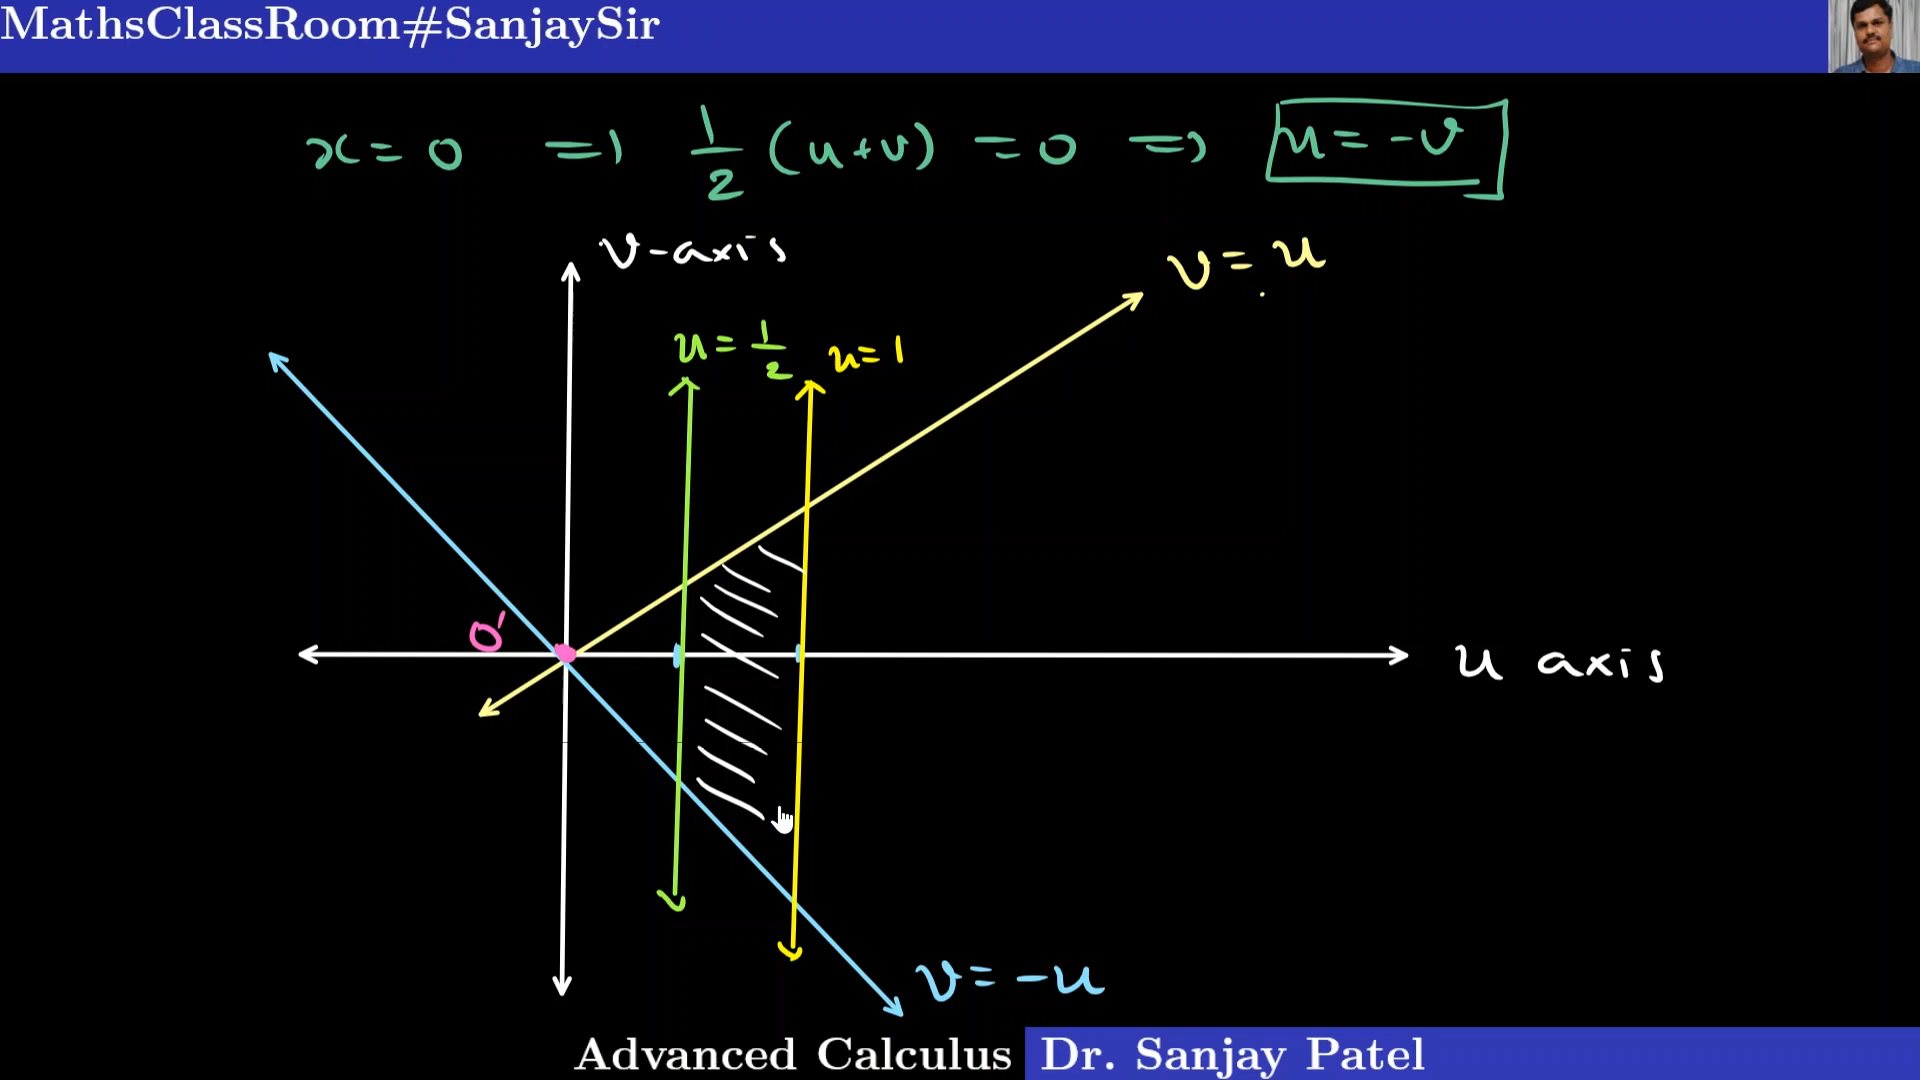 MathsClassRoom#SanjaySir
x = 0 ⇒ 1/2 (u+v) = 0 ⇒ u = -v
v-axis
v = u
u = 1/2
u = 1
O'
u axis
v = -u
Advanced Calculus Dr. Sanjay Patel